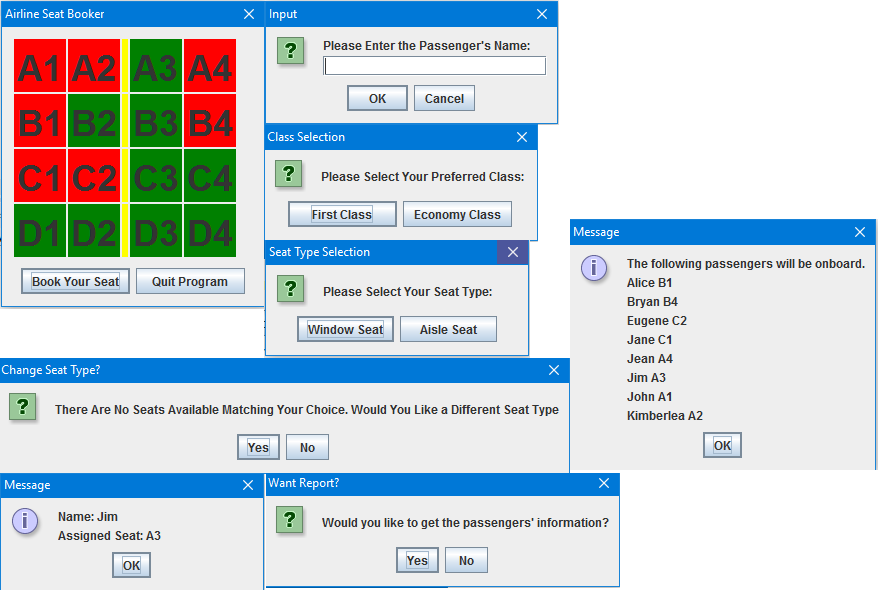 Airline Seat Booker
A1 A2 A3 A4
B1 B2 B3 B4
C1 C2 C3 C4
D1 D2 D3 D4
Book Your Seat Quit Program
Input
Please Enter the Passenger's Name:
OK Cancel
Class Selection
Please Select Your Preferred Class:
First Class Economy Class
Seat Type Selection
Please Select Your Seat Type:
Window Seat Aisle Seat
Message
The following passengers will be onboard.
Alice B1
Bryan B4
Eugene C2
Jane C1
Jean A4
Jim A3
John A1
Kimberlea A2
OK
Change Seat Type?
There Are No Seats Available Matching Your Choice. Would You Like a Different Seat Type
Yes No
Message
Name: Jim
Assigned Seat: A3
OK
Want Report?
Would you like to get the passengers' information?
Yes No